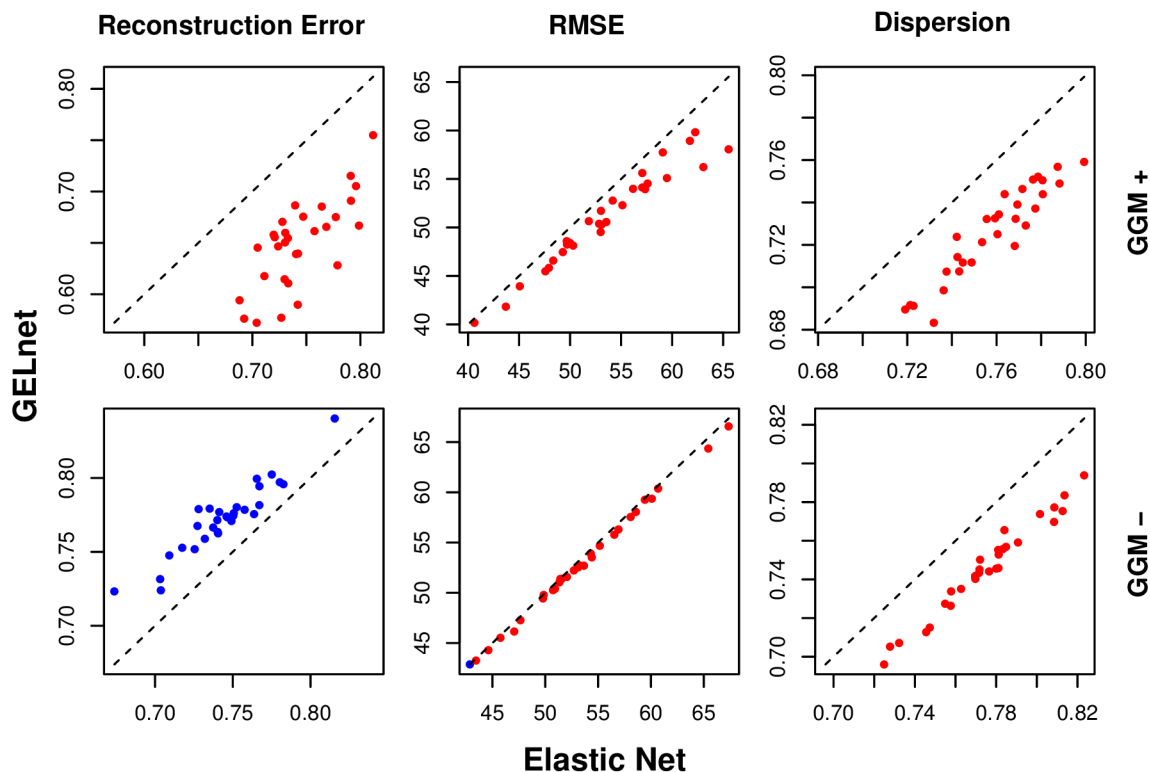 Reconstruction Error
RMSE
Dispersion
GELnet
0.60 0.70 0.80
0.60 0.70 0.80
40 45 50 55 60 65
40 45 50 55 60 65
0.68 0.72 0.76 0.80
0.68 0.72 0.76 0.80
GGM +
0.70 0.75 0.80
0.70 0.75 0.80
45 50 55 60 65
45 50 55 60 65
0.70 0.74 0.78 0.82
0.70 0.74 0.78 0.82
GGM −
Elastic Net